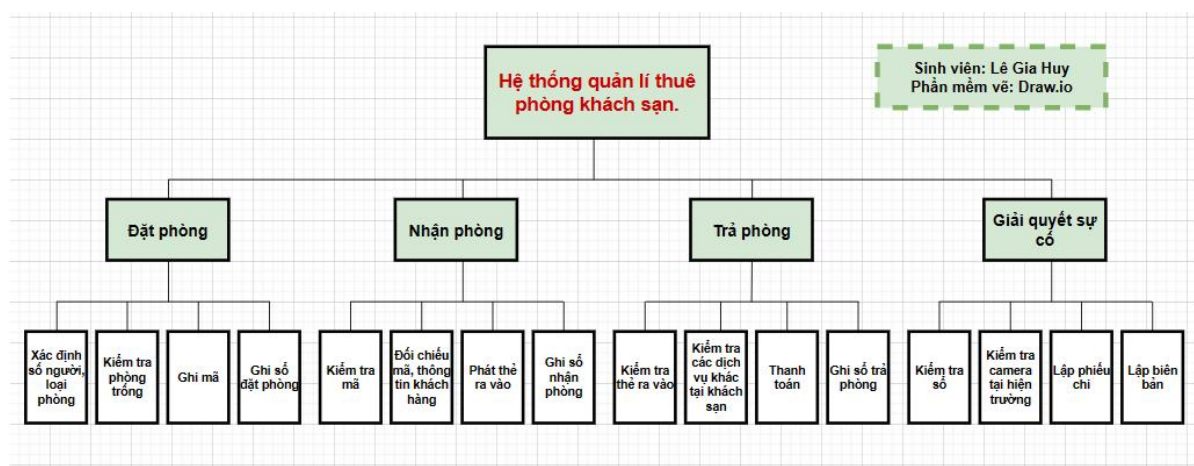 Hệ thống quản lí thuê
phòng khách sạn.
Sinh viên: Lê Gia Huy
Phần mềm vẽ: Draw.io
Đặt phòng
Nhận phòng
Trả phòng
Giải quyết sự
cố
Xác định
số người,
loại
phòng
Kiểm tra
phòng
trống
Ghi mã
Ghi sổ
đặt phòng
Kiểm tra
mã
Đối chiếu
mã, thông
tin khách
hàng
Phát thẻ
ra vào
Ghi sổ
nhận
phòng
Kiểm tra
thẻ ra vào
Kiểm tra
các dịch
vụ khác
tại khách
sạn
Thanh
toán
Ghi sổ trả
phòng
Kiểm tra
sổ
Kiểm tra
camera
tại hiện
trường
Lập phiếu
chi
Lập biên
bản